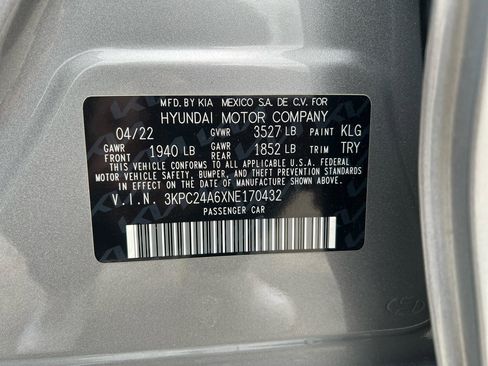 MFD.BY KIA MEXICO S.A. DE C.V. FOR
HYUNDAI MOTOR COMPANY
04/22 GVWR 3527 LB PAINT KLG
GAWR FRONT 1940 LB GAWR REAR 1852 LB TRIM TRY
THIS VEHICLE CONFORMS TO ALL APPLICABLE U.S.A. FEDERAL
MOTOR VEHICLE SAFETY, BUMPER, AND THEFT PREVENTION
STANDARDS IN EFFECT ON THE DATE OF MANUFACTURE SHOWN
ABOVE.
V.I.N. 3KPC24A6XNE170432
PASSENGER CAR